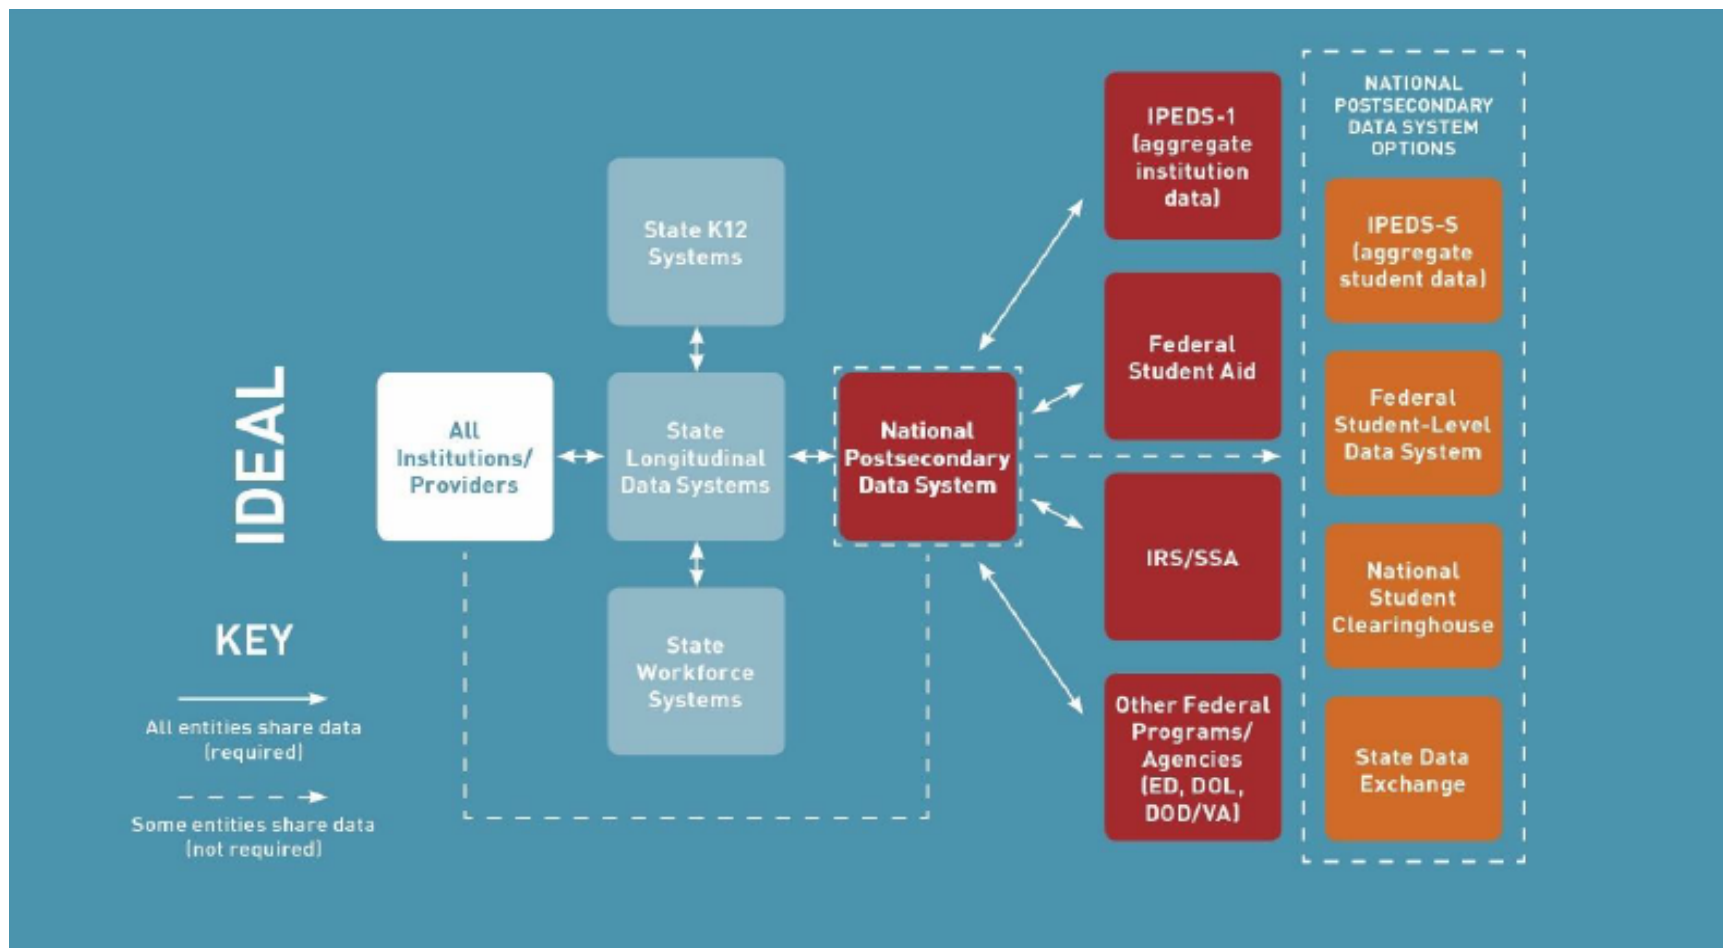 IDEAL
KEY
All entities share data
(required)
Some entities share data
(not required)
All
Institutions/
Providers
State K12
Systems
State
Longitudinal
Data Systems
State
Workforce
Systems
National
Postsecondary
Data System
IPEDS-1
(aggregate
institution
data)
Federal
Student Aid
IRS/SSA
Other Federal
Programs/
Agencies
(ED, DOL,
DOD/VA)
NATIONAL
POSTSECONDARY
DATA SYSTEM
OPTIONS
IPEDS-S
(aggregate
student data)
Federal
Student-Level
Data System
National
Student
Clearinghouse
State Data
Exchange